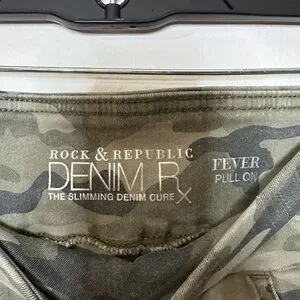 ROCK & REPUBLIC
DENIM Rx
THE SLIMMING DENIM CURE
FEVER
PULL ON